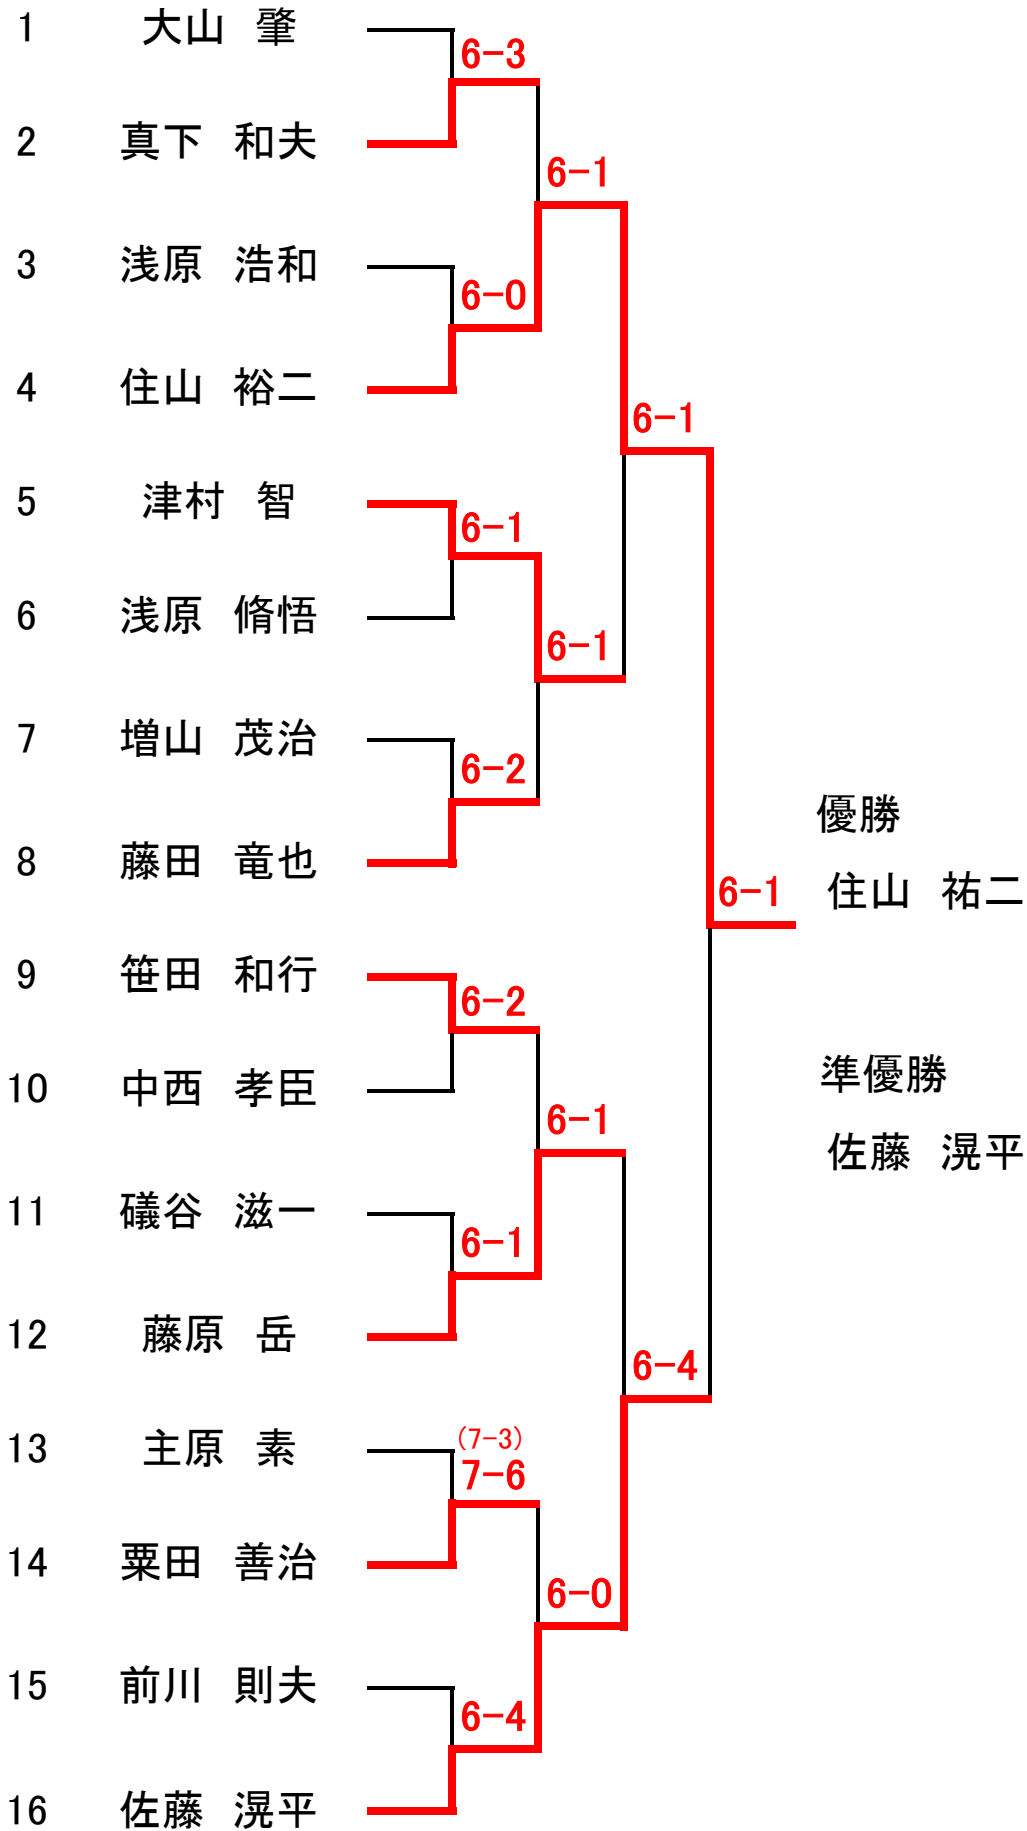 1 大山 肇
6-3
2 真下 和夫
6-1
3 浅原 浩和
6-0
4 住山 裕二
6-1
5 津村 智
6-1
6 浅原 脩悟
6-1
7 増山 茂治
6-2
優勝
8 藤田 竜也
6-1 住山 祐二
9 笹田 和行
6-2
10 中西 孝臣
準優勝
6-1
佐藤 滉平
11 礒谷 滋一
6-1
12 藤原 岳
6-4
13 主原 素
(7-3)
7-6
14 粟田 善治
6-0
15 前川 則夫
6-4
16 佐藤 滉平